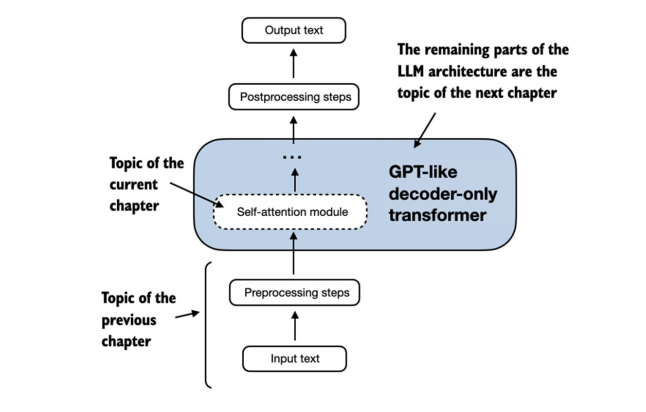 Output text
The remaining parts of the
LLM architecture are the
topic of the next chapter
Postprocessing steps
...
Topic of the
current
chapter
GPT-like
decoder-only
transformer
Self-attention module
Preprocessing steps
Topic of the
previous
chapter
Input text